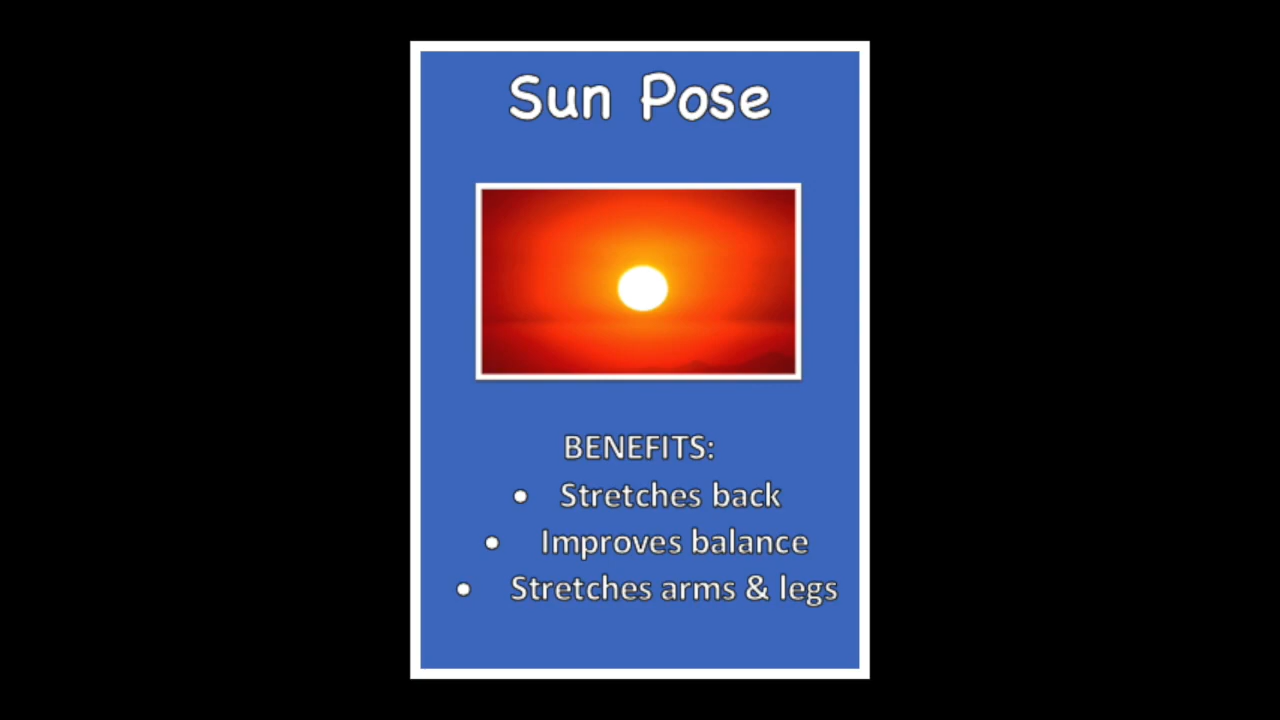 Sun Pose
BENEFITS:
• Stretches back
• Improves balance
• Stretches arms & legs